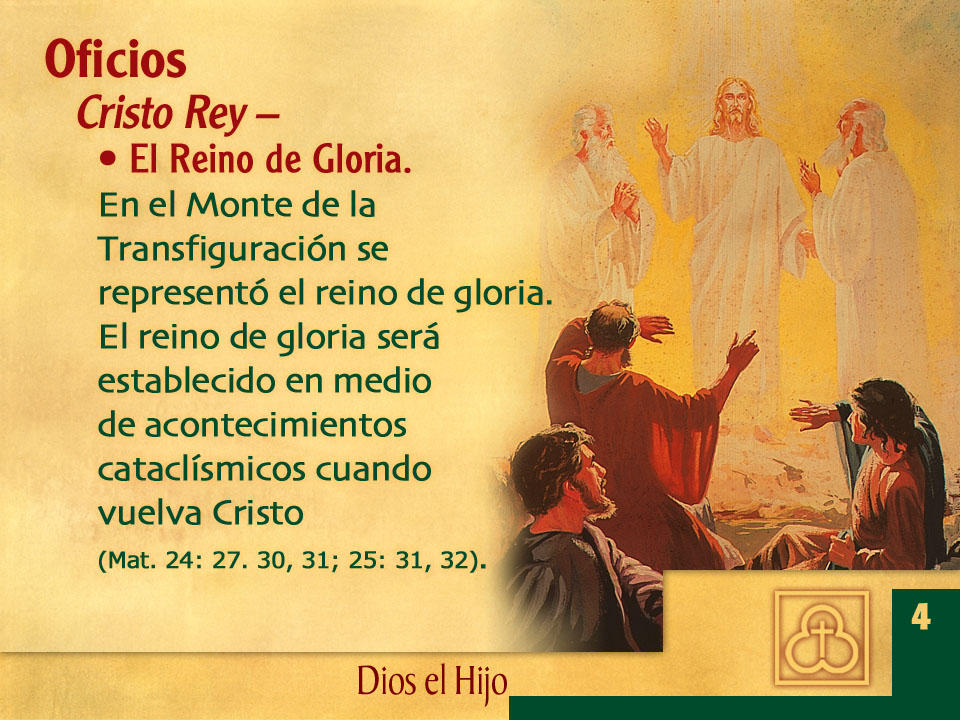 Oficios
Cristo Rey –
• El Reino de Gloria.
En el Monte de la
Transfiguración se
representó el reino de gloria.
El reino de gloria será
establecido en medio
de acontecimientos
cataclísmicos cuando
vuelva Cristo
(Mat. 24: 27. 30, 31; 25: 31, 32).
4
Dios el Hijo